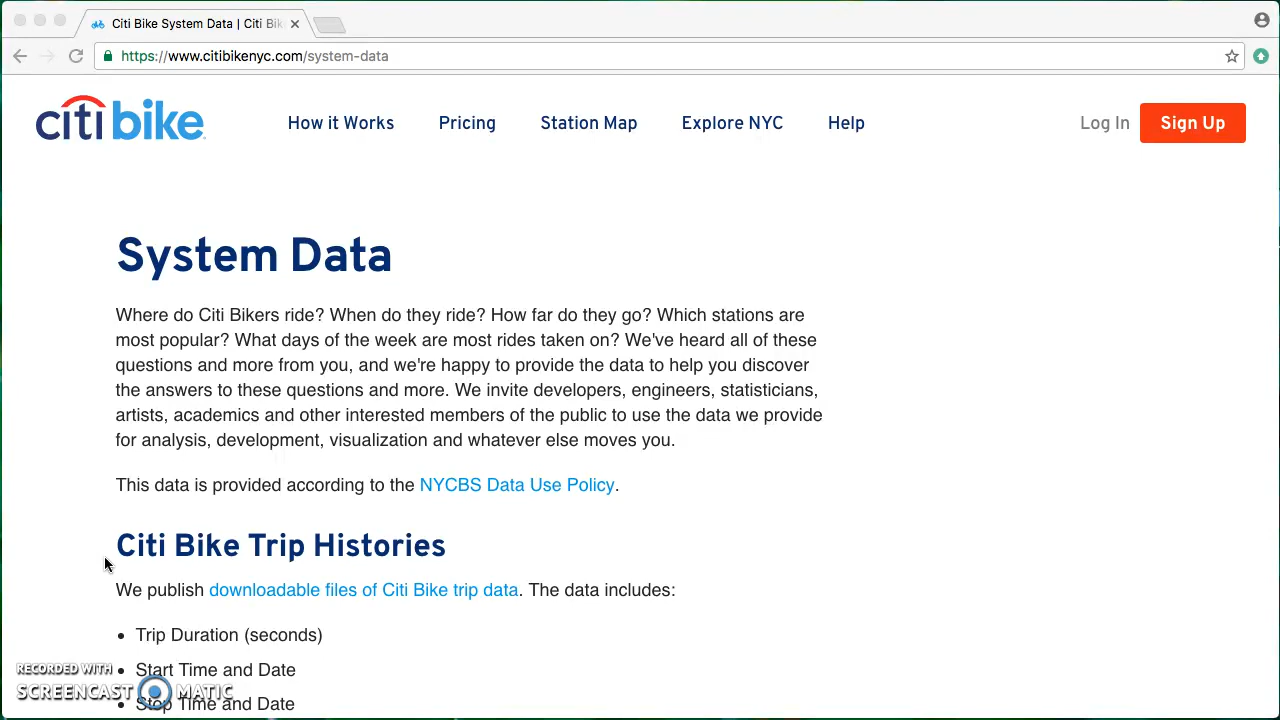 Citi Bike System Data | Citi Bik
https://www.citibikenyc.com/system-data
citi bike
How it Works Pricing Station Map Explore NYC Help Log In Sign Up
System Data
Where do Citi Bikers ride? When do they ride? How far do they go? Which stations are
most popular? What days of the week are most rides taken on? We've heard all of these
questions and more from you, and we're happy to provide the data to help you discover
the answers to these questions and more. We invite developers, engineers, statisticians,
artists, academics and other interested members of the public to use the data we provide
for analysis, development, visualization and whatever else moves you.
This data is provided according to the NYCBS Data Use Policy.
Citi Bike Trip Histories
We publish downloadable files of Citi Bike trip data. The data includes:
• Trip Duration (seconds)
• Start Time and Date
• Stop Time and Date
RECORDED WITH
SCREENCAST MATIC